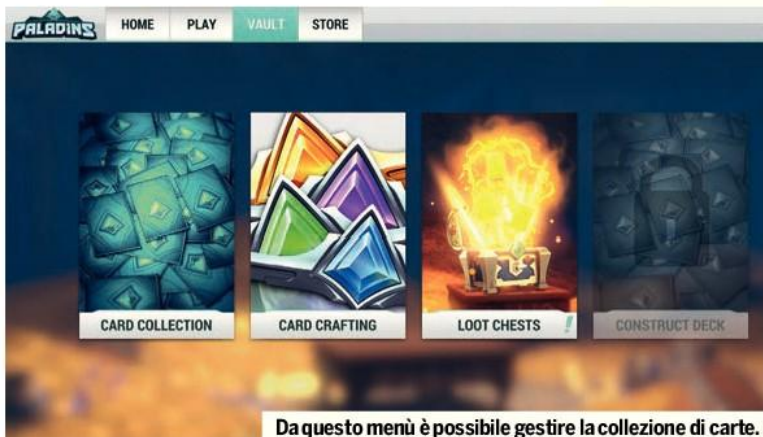 PALADINS
HOME PLAY VAULT STORE
CARD COLLECTION
CARD CRAFTING
LOOT CHESTS
CONSTRUCT DECK
Da questo menù è possibile gestire la collezione di carte.